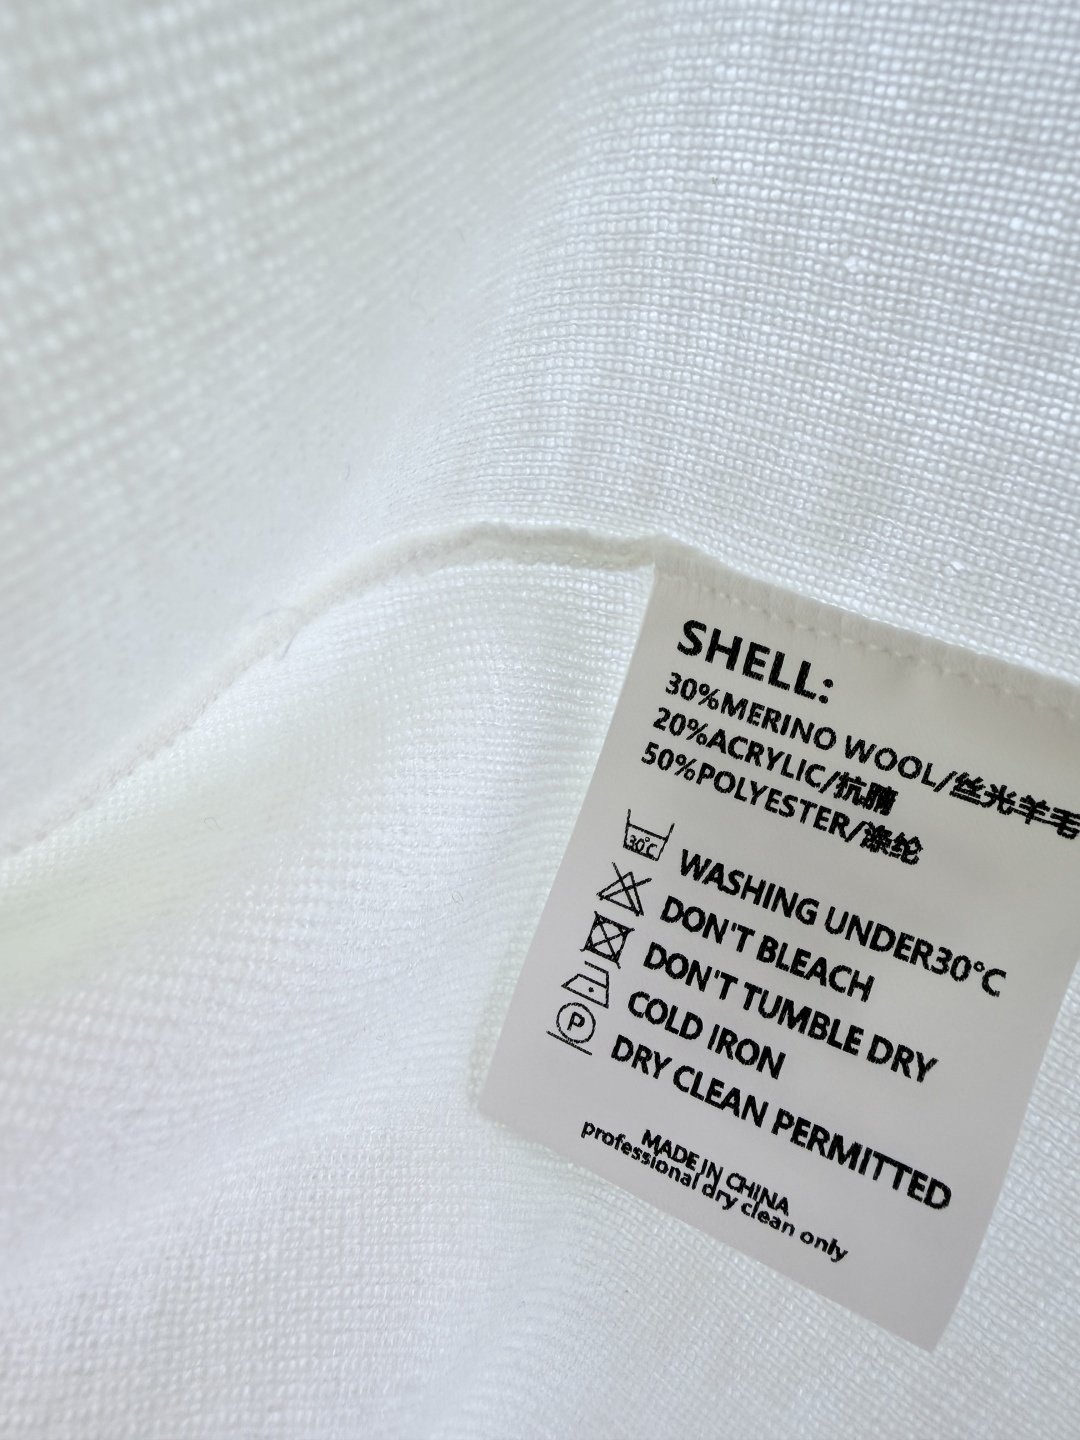 SHELL:
30%MERINO WOOL/丝光羊毛
20%ACRYLIC/抗腈
50%POLYESTER/涤纶
30°C WASHING UNDER30°C
DON'T BLEACH
DON'T TUMBLE DRY
COLD IRON
P DRY CLEAN PERMITTED
MADE IN CHINA
professional dry clean only